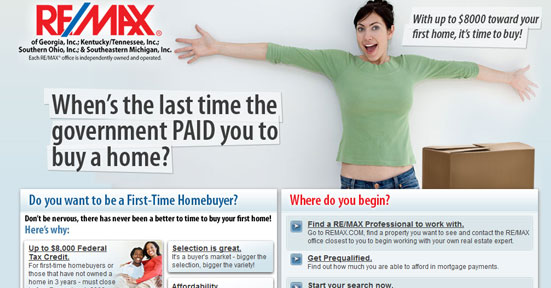 RE/MAX®
of Georgia, Inc.; Kentucky/Tennessee, Inc.;
Southern Ohio, Inc.; & Southeastern Michigan, Inc.
Each RE/MAX® office is independently owned and operated.
With up to $8000 toward your
first home, it's time to buy!
When's the last time the
government PAID you to
buy a home?
Do you want to be a First-Time Homebuyer?
Don't be nervous, there has never been a better to time to buy your first home!
Here's why:
Up to $8,000 Federal
Tax Credit.
For first-time homebuyers or
those that have not owned a
home in 3 years - must close
Selection is great.
It's a buyer's market - bigger the
selection, bigger the variety!
Affordability
Where do you begin?
Find a RE/MAX Professional to work with.
Go to REMAX.COM, find a property you want to see and contact the RE/MAX
office closest to you to begin working with your own real estate expert.
Get Prequalified.
Find out much you are able to afford in mortgage payments.
Start your search now.